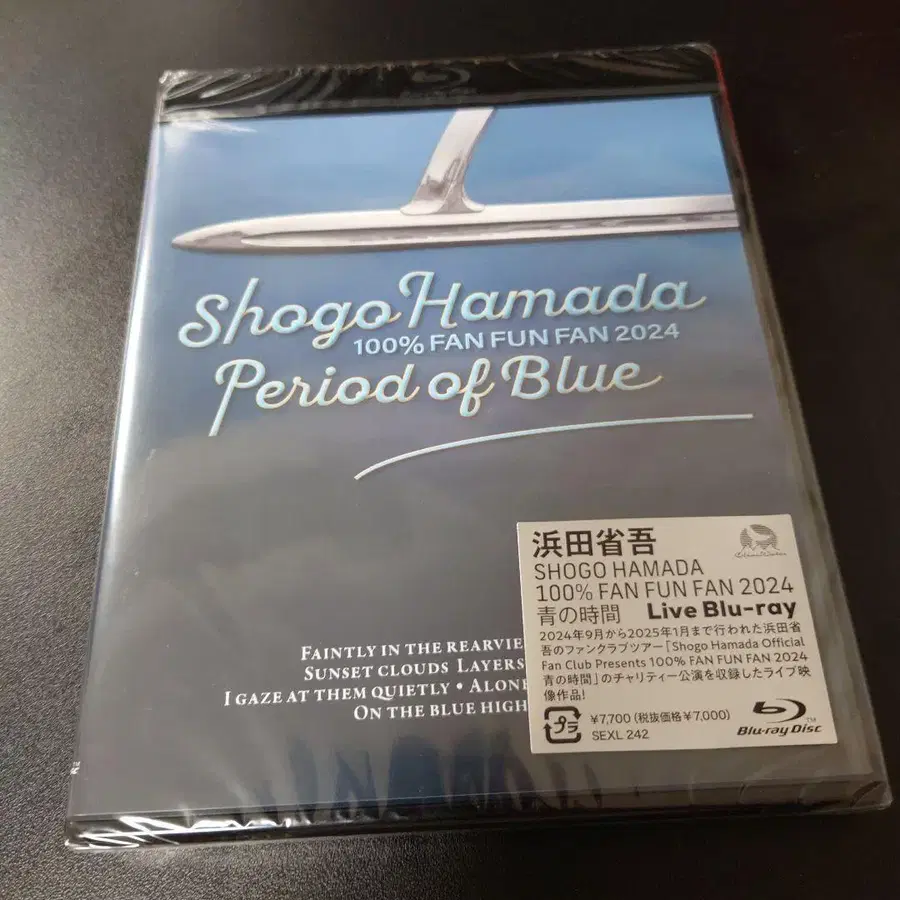 Shogo Hamada
100% FAN FUN FAN 2024
Period of Blue
FAINTLY IN THE
SUNSET CLOUDS LAYERS
I GAZE AT THEM QUIETLY • ALONE
ON THE BLUE
浜田省吾
SHOGO HAMADA
100% FAN FUN FAN 2024
青の時間 Live Blu-ray
2024年9月から2025年1月まで行われた浜田省
吾のファンクラブツアー「Shogo Hamada Official
Fan Club Presents 100% FAN FUN FAN 2024
青の時間」のチャリティー公演を収録したライブ映
像作品!
プラ
¥7,700(税抜価格¥7,000)
SEXL 242
Blu-ray Disc™